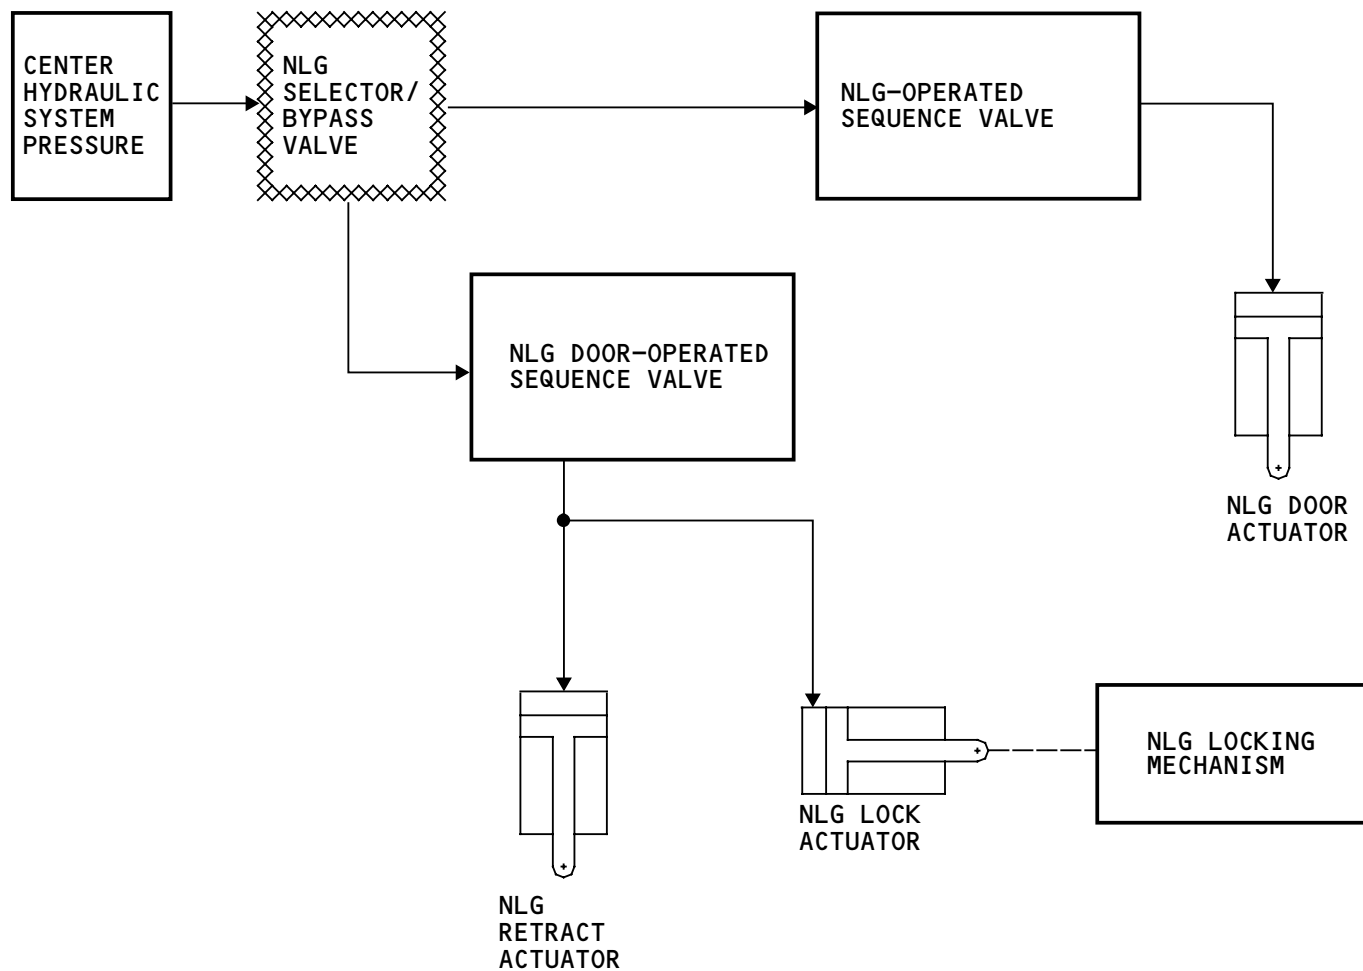 CENTER
HYDRAULIC
SYSTEM
PRESSURE
NLG
SELECTOR/
BYPASS
VALVE
NLG-OPERATED
SEQUENCE VALVE
NLG DOOR-OPERATED
SEQUENCE VALVE
NLG DOOR
ACTUATOR
NLG LOCKING
MECHANISM
NLG LOCK
ACTUATOR
NLG
RETRACT
ACTUATOR